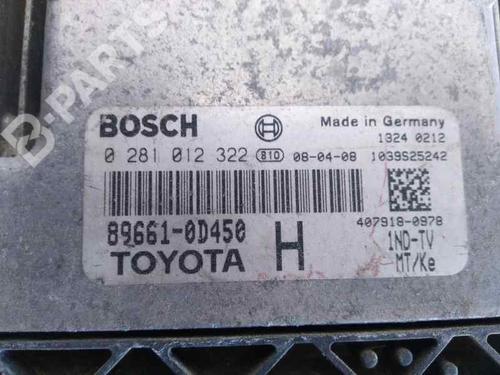 B-PARTS
BOSCH
Made in Germany
1324 0212
0 281 012 322 810 08-04-08 1039S25242
407918-0978
89661-0D450
TOYOTA H
1ND-TV
MT/Ke